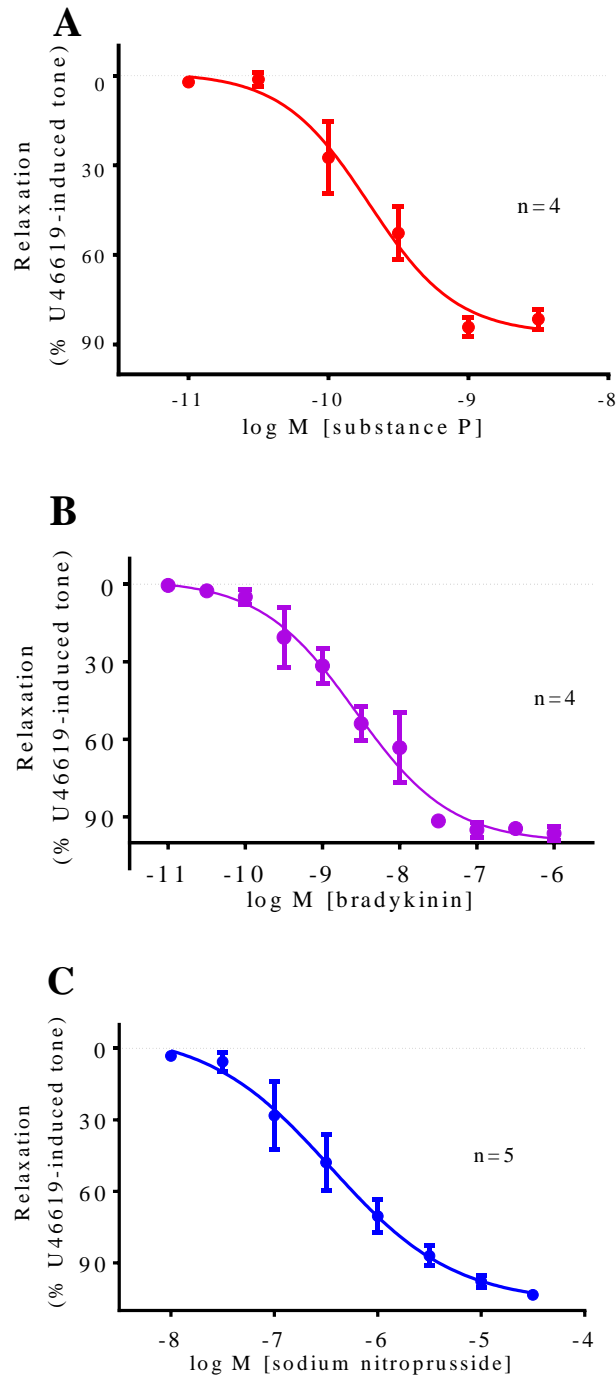 A
Relaxation
(% U46619-induced tone)
0
30
60
90
n=4
-11
-10
-9
-8
log M [substance P]
B
Relaxation
(% U46619-induced tone)
0
30
60
90
n=4
-11
-10
-9
-8
-7
-6
log M [bradykinin]
C
Relaxation
(% U46619-induced tone)
0
30
60
90
n=5
-8
-7
-6
-5
-4
log M [sodium nitroprusside]